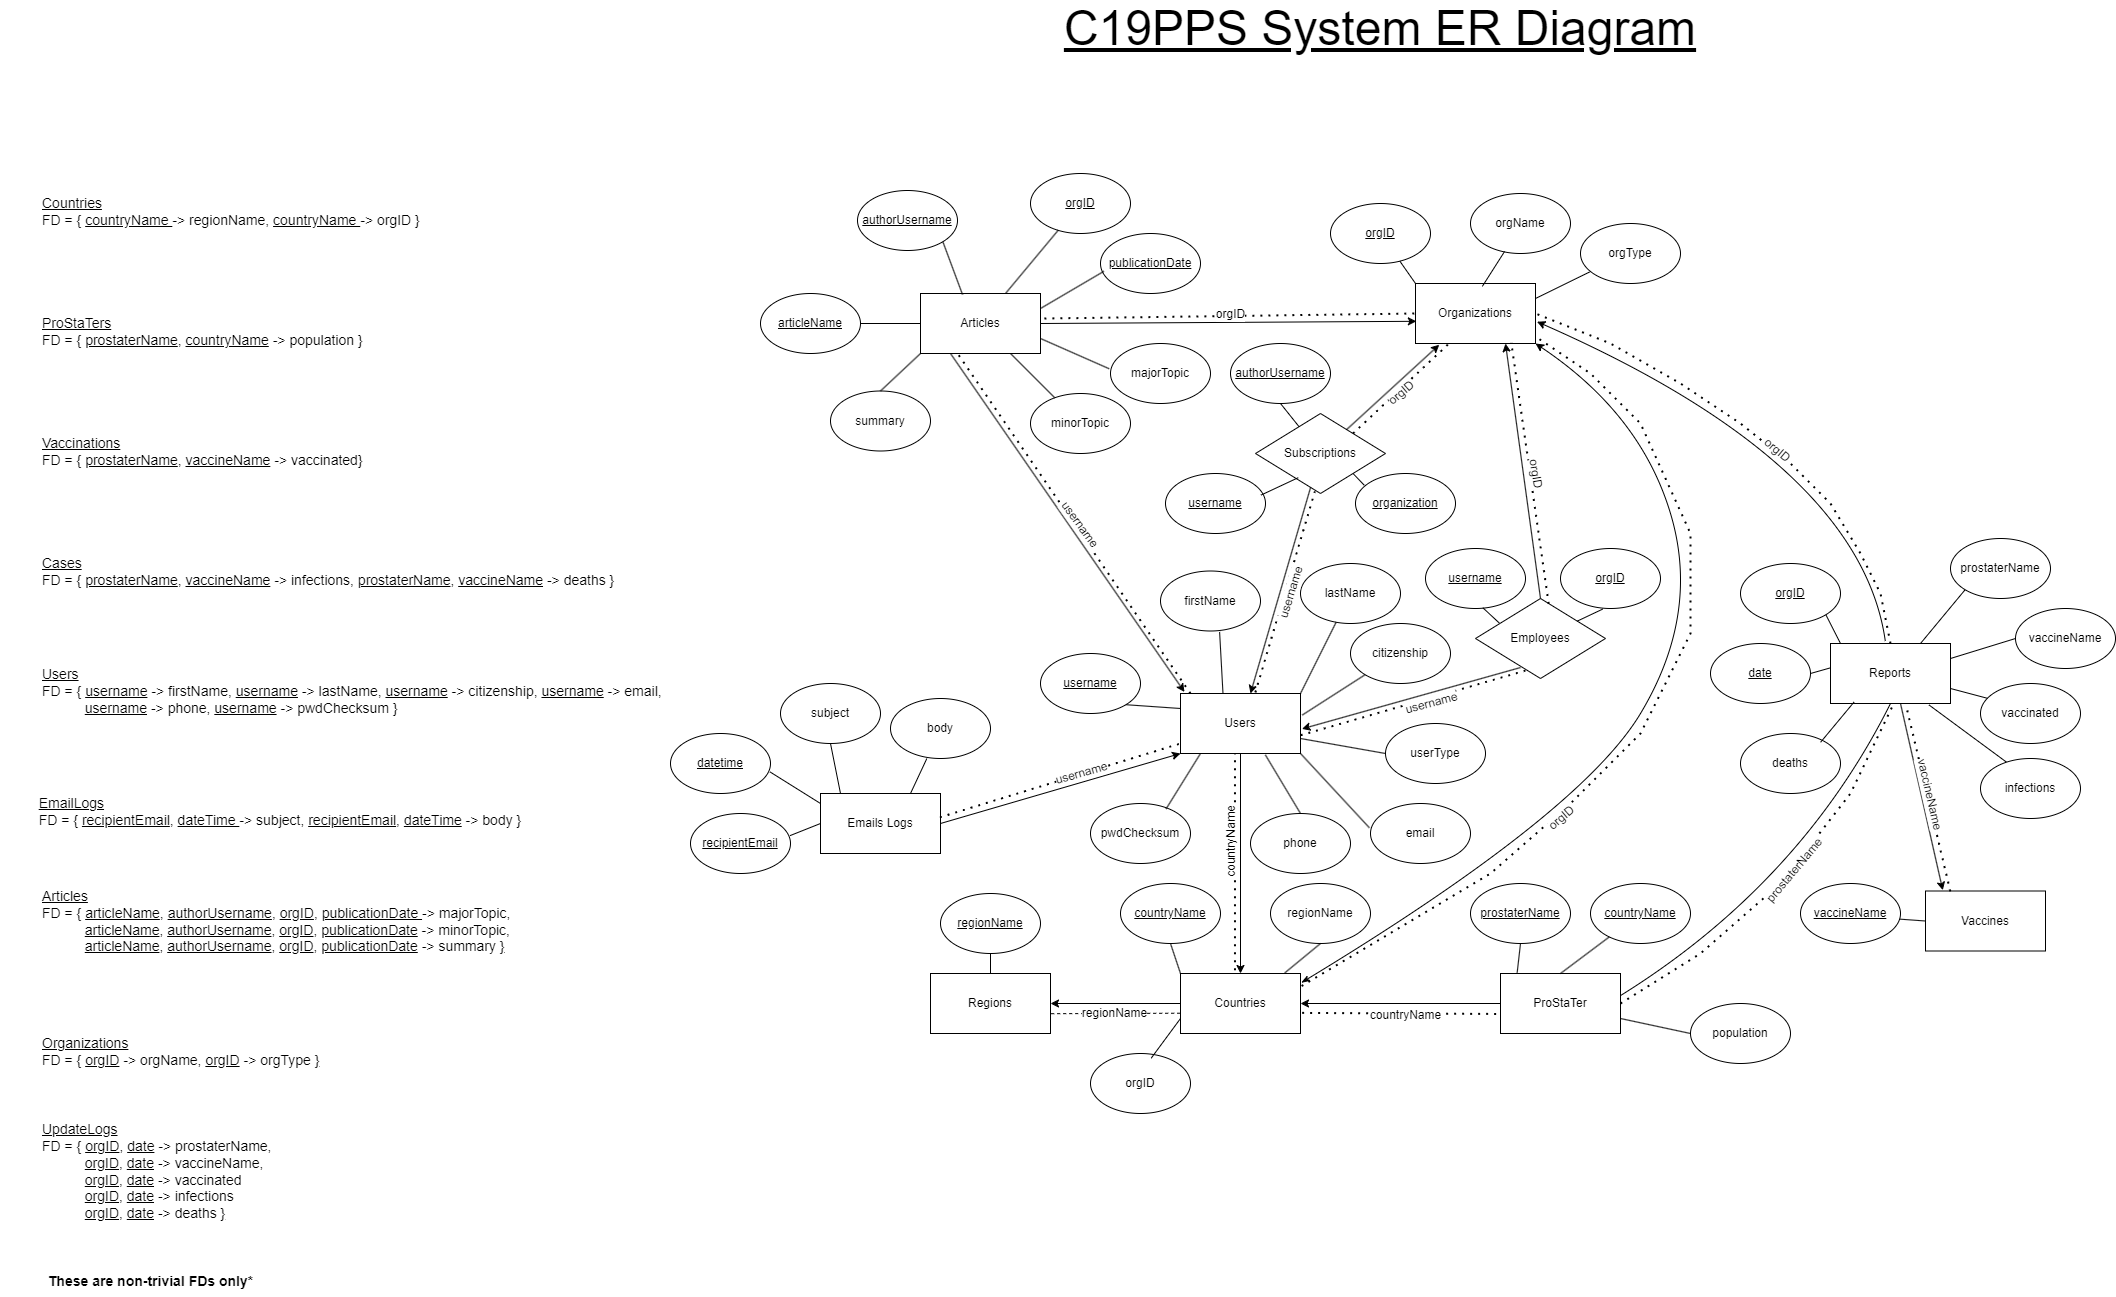 C19PPS System ER Diagram
Countries
FD = { countryName -> regionName, countryName -> orgID }
ProStaTers
FD = { prostaterName, countryName -> population }
Vaccinations
FD = { prostaterName, vaccineName -> vaccinated}
Cases
FD = { prostaterName, vaccineName -> infections, prostaterName, vaccineName -> deaths }
Users
FD = { username -> firstName, username -> lastName, username -> citizenship, username -> email,
username -> phone, username -> pwdChecksum }
EmailLogs
FD = { recipientEmail, dateTime -> subject, recipientEmail, dateTime -> body }
Articles
FD = { articleName, authorUsername, orgID, publicationDate -> majorTopic,
articleName, authorUsername, orgID, publicationDate -> minorTopic,
articleName, authorUsername, orgID, publicationDate -> summary }
Organizations
FD = { orgID -> orgName, orgID -> orgType }
UpdateLogs
FD = { orgID, date -> prostaterName,
orgID, date -> vaccineName,
orgID, date -> vaccinated
orgID, date -> infections
orgID, date -> deaths }
These are non-trivial FDs only*
authorUsername
orgID
publicationDate
articleName
Articles
majorTopic
summary
minorTopic
orgID
username
orgID
orgName
orgType
Organizations
authorUsername
orgID
Subscriptions
username
organization
username
orgID
username
orgID
Employees
username
orgID
orgID
firstName
lastName
citizenship
username
Users
userType
pwdChecksum
phone
email
countryName
subject
body
datetime
Emails Logs
recipientEmail
username
prostaterName
orgID
vaccineName
date
Reports
vaccinated
deaths
infections
vaccineName
prostaterName
regionName
Regions
regionName
countryName
regionName
Countries
orgID
countryName
prostaterName
countryName
ProStaTer
population
vaccineName
Vaccines